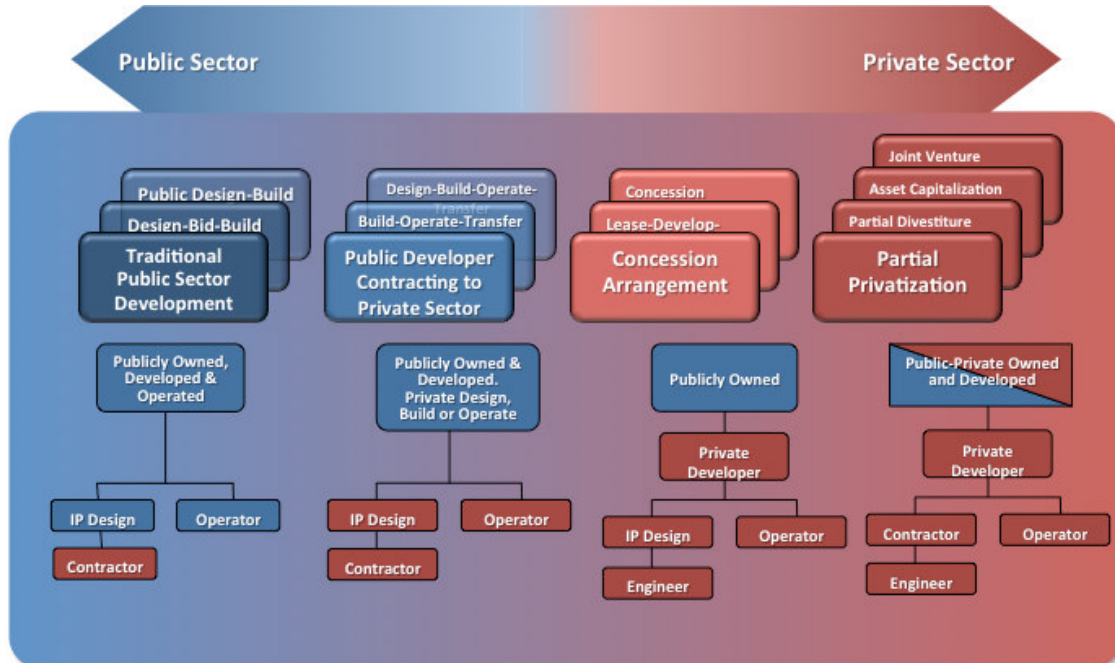 Public Sector
Private Sector
Public Design-Build
Design-Bid-Build
Traditional
Public Sector
Development
Design-Build-Operate-
Transfer
Build-Operate-Transfer
Public Developer
Contracting to
Private Sector
Concession
Lease-Develop-
Concession
Arrangement
Joint Venture
Asset Capitalization
Partial Divestiture
Partial
Privatization
Publicly Owned,
Developed &
Operated
IP Design
Operator
Contractor
Publicly Owned &
Developed.
Private Design,
Build or Operate
IP Design
Operator
Contractor
Publicly Owned
Private
Developer
IP Design
Operator
Engineer
Public-Private Owned
and Developed
Private
Developer
Contractor
Operator
Engineer